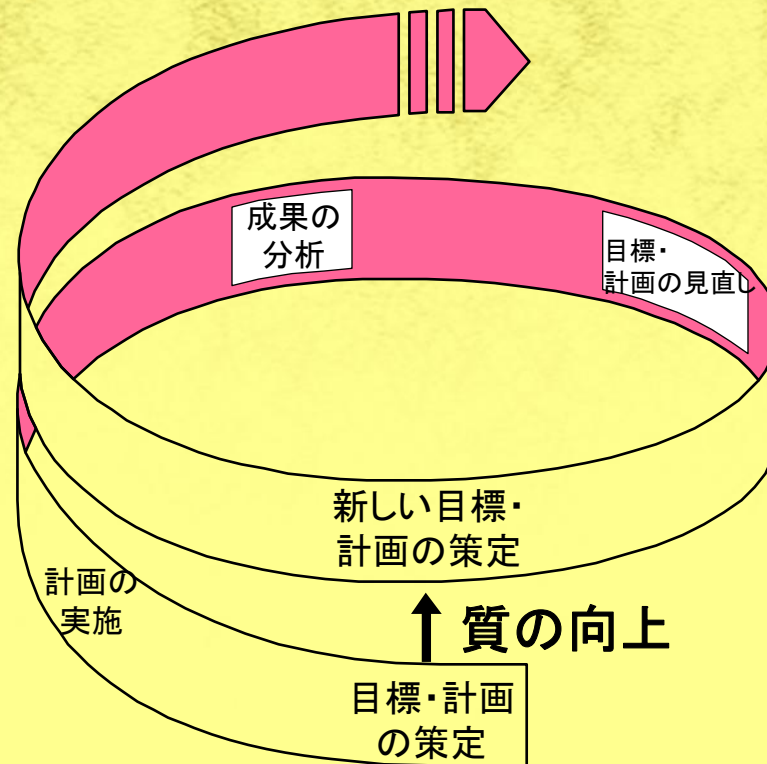 成果の
分析
目標・
計画の見直し
新しい目標・
計画の策定
計画の
実施
質の向上
目標・計画
の策定